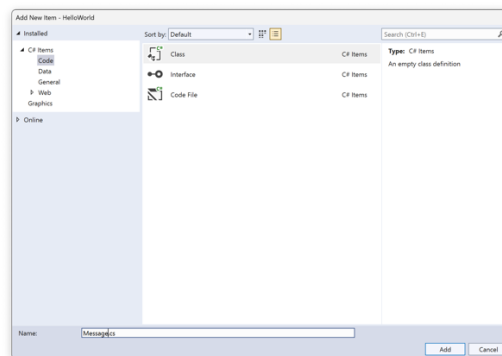 Add New Item - HelloWorld
Installed
Sort by: Default
Search (Ctrl+E)
C# Items
Code
Data
General
Web
Graphics
Online
Class C# Items
Interface C# Items
Code File C# Items
Type: C# Items
An empty class definition
Name: Message.cs
Add Cancel